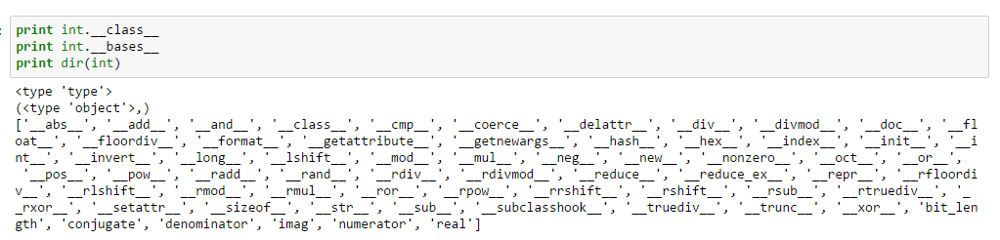 print int.__class__
print int.__bases__
print dir(int)
<type 'type'>
(<type 'object'>,)
['__abs__', '__add__', '__and__', '__class__', '__cmp__', '__coerce__', '__delattr__', '__div__', '__divmod__', '__doc__', '__fl
oat__', '__floordiv__', '__format__', '__getattribute__', '__getnewargs__', '__hash__', '__hex__', '__index__', '__init__', '__i
nt__', '__invert__', '__long__', '__lshift__', '__mod__', '__mul__', '__neg__', '__new__', '__nonzero__', '__oct__', '__or__',
'__pos__', '__pow__', '__radd__', '__rand__', '__rdiv__', '__rdivmod__', '__reduce__', '__reduce_ex__', '__repr__', '__rfloordi
v__', '__rlshift__', '__rmod__', '__rmul__', '__ror__', '__rpow__', '__rrshift__', '__rshift__', '__rsub__', '__rtruediv__', '_
_rxor__', '__setattr__', '__sizeof__', '__str__', '__sub__', '__subclasshook__', '__truediv__', '__trunc__', '__xor__', 'bit_len
gth', 'conjugate', 'denominator', 'imag', 'numerator', 'real']